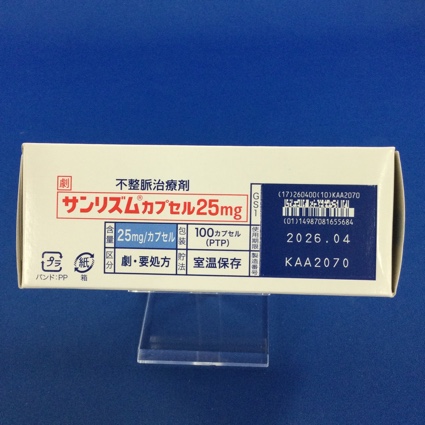 劇
不整脈治療剤
サンリズム®カプセル25mg
含量 25mg/カプセル 包装 100カプセル(PTP)
区分 劇・要処方 貯法 室温保存
プラ
バンド:PP
紙
箱
GS1
使用期限
製造番号
(17)260400(10)KAA2070
(01)14987081655684
2026.04
KAA2070